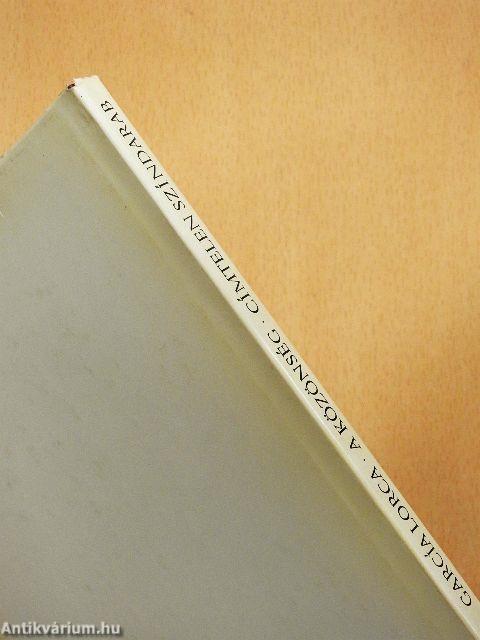 GARCÍA LORCA · A KÖZÖNSÉG · CÍMTELEN SZÍNDARAB
Antikvárium.hu